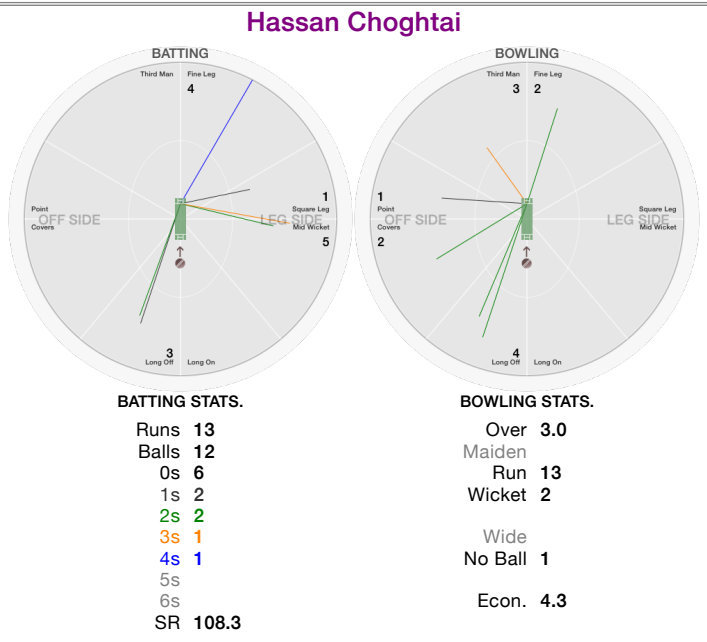 Hassan Choghtai
BATTING
Third Man Fine Leg
4
1
Point Square Leg
OFF SIDE LEG SIDE
Covers Mid Wicket
5
3
Long Off Long On
BOWLING
Third Man Fine Leg
3 2
1
Point Square Leg
OFF SIDE LEG SIDE
Covers Mid Wicket
2
4
Long Off Long On
BATTING STATS.
Runs 13
Balls 12
0s 6
1s 2
2s 2
3s 1
4s 1
5s
6s
SR 108.3
BOWLING STATS.
Over 3.0
Maiden
Run 13
Wicket 2
Wide
No Ball 1
Econ. 4.3